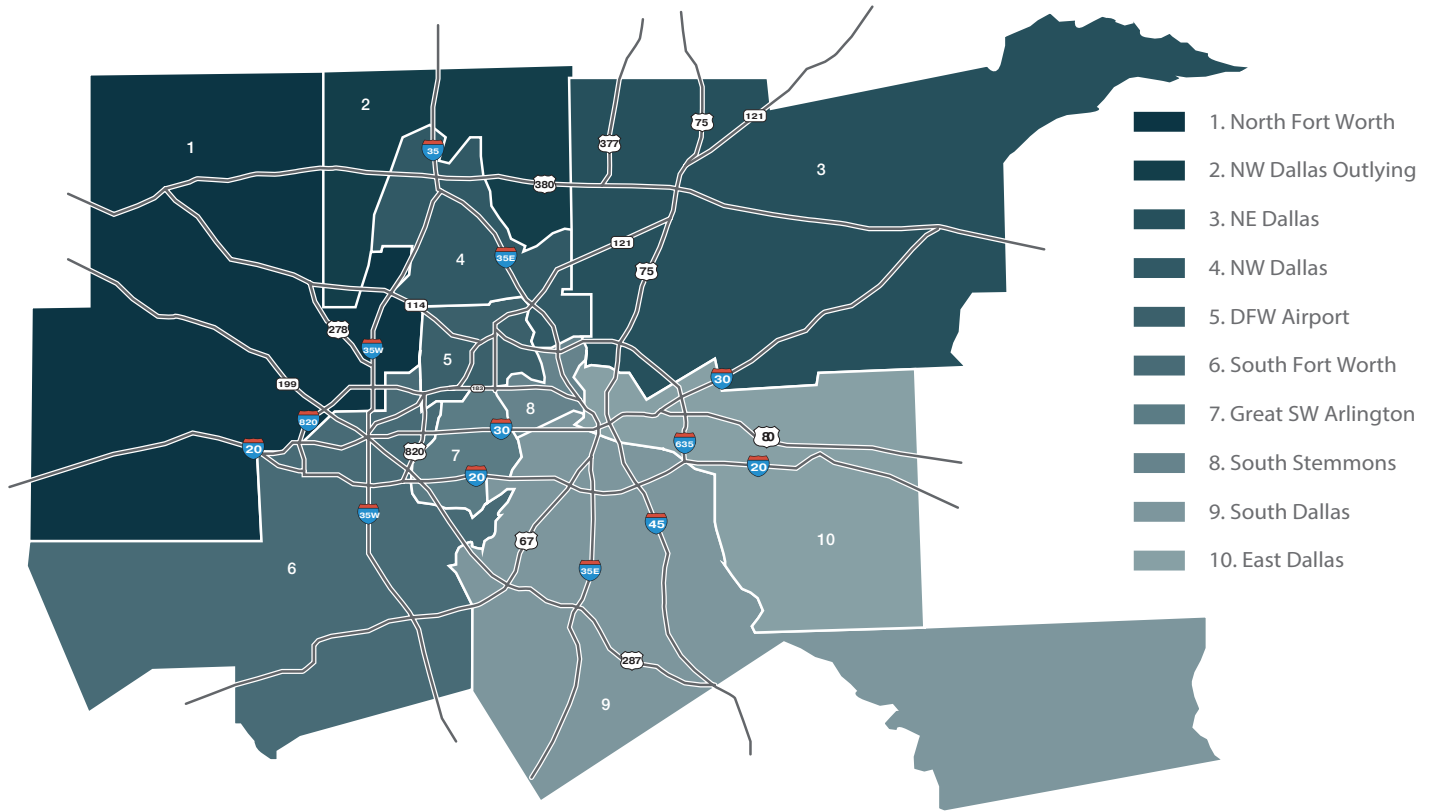 1
2
3
4
5
6
7
8
9
10
35
377
75
121
380
35E
121
75
114
278
35W
199
183
30
820
20
30
80
635
820
20
20
35W
45
67
35E
287
1. North Fort Worth
2. NW Dallas Outlying
3. NE Dallas
4. NW Dallas
5. DFW Airport
6. South Fort Worth
7. Great SW Arlington
8. South Stemmons
9. South Dallas
10. East Dallas